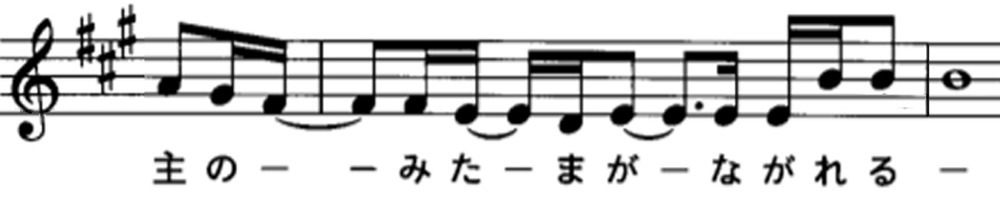 主 の － － み た － ま が － な が れ る －